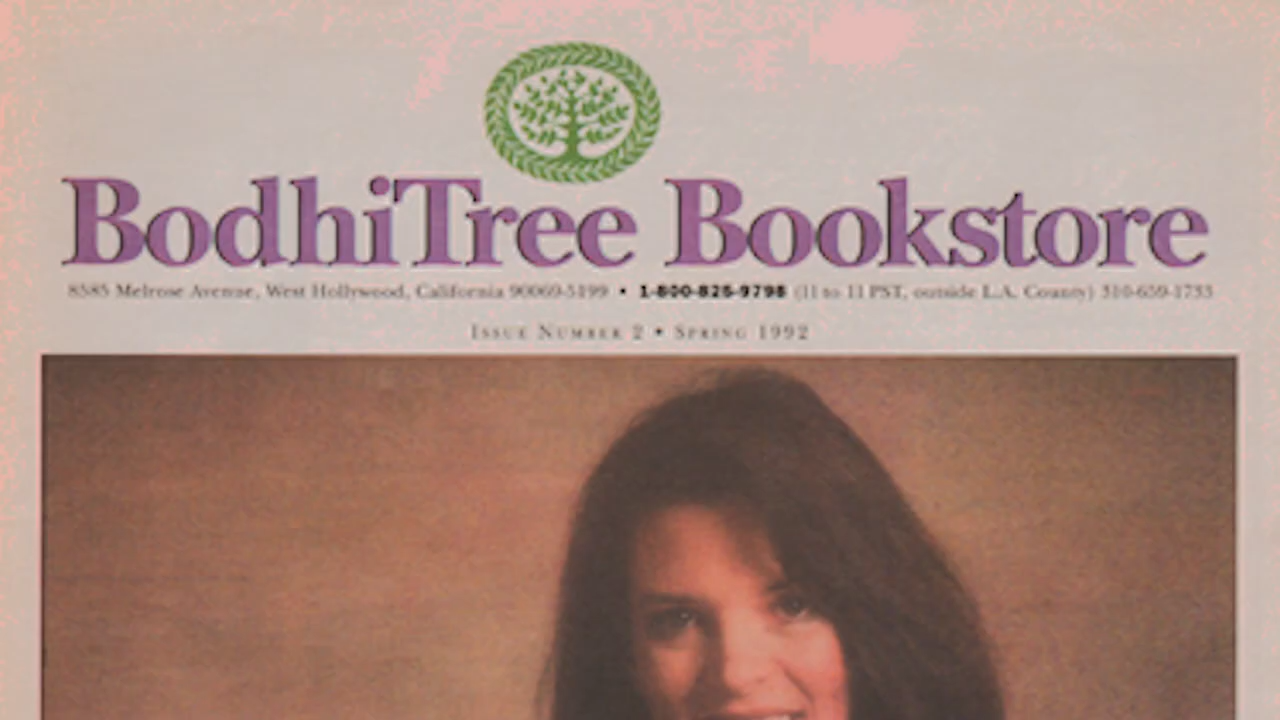 BodhiTree Bookstore
8585 Melrose Avenue, West Hollywood, California 90069-5199 • 1-800-825-9798 (11 to 11 PST, outside L.A. County) 310-659-1733
Issue Number 2 • Spring 1992